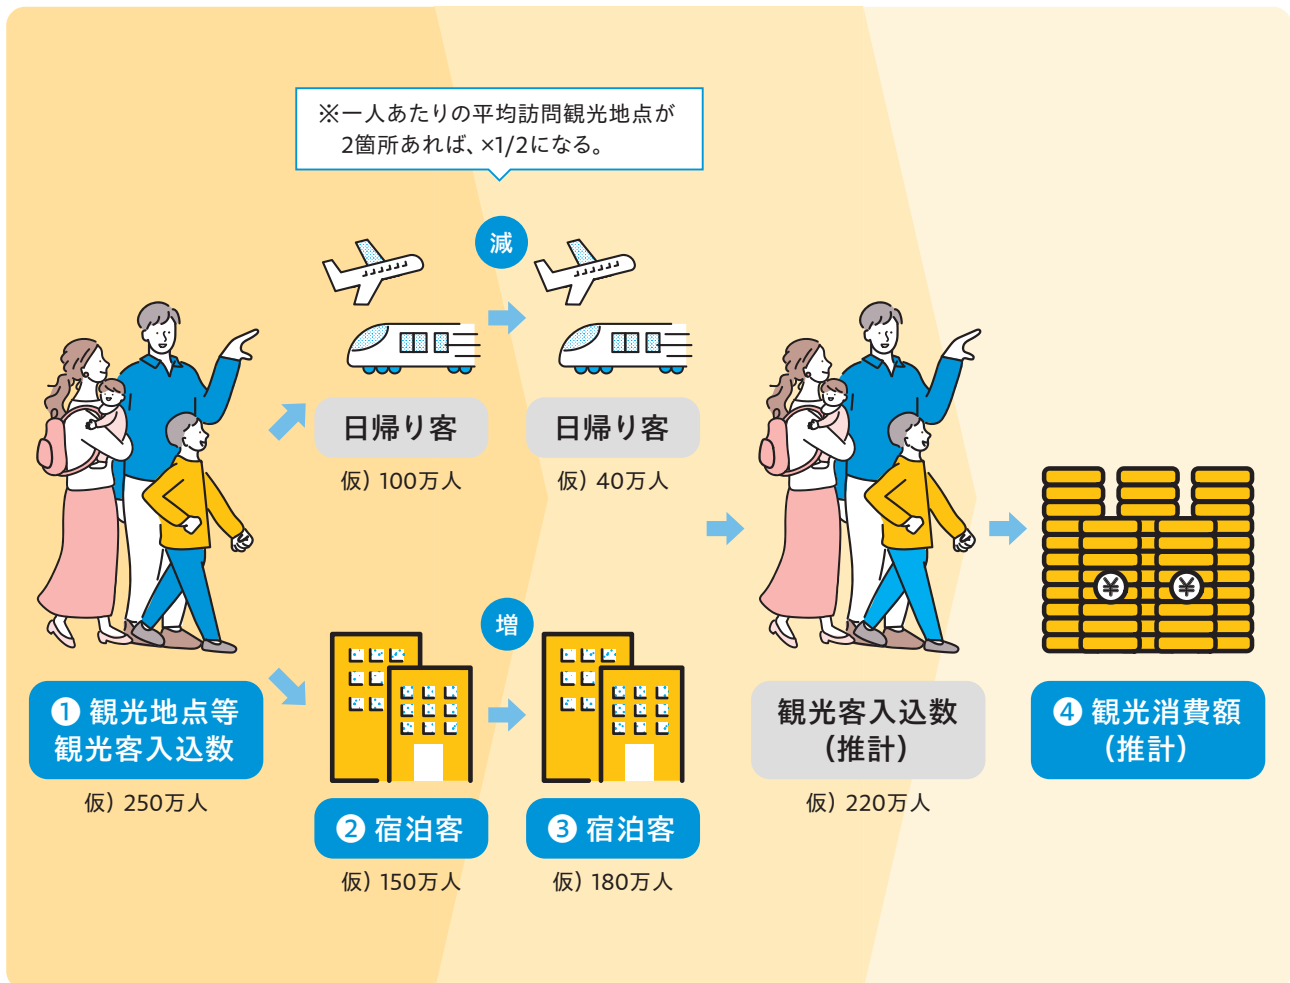 ※一人あたりの平均訪問観光地点が
2箇所あれば、×1/2になる。
減
日帰り客
仮）100万人
日帰り客
仮）40万人
増
❶ 観光地点等
観光客入込数
仮）250万人
❷ 宿泊客
仮）150万人
❸ 宿泊客
仮）180万人
観光客入込数
（推計）
仮）220万人
¥ ¥
❹ 観光消費額
（推計）